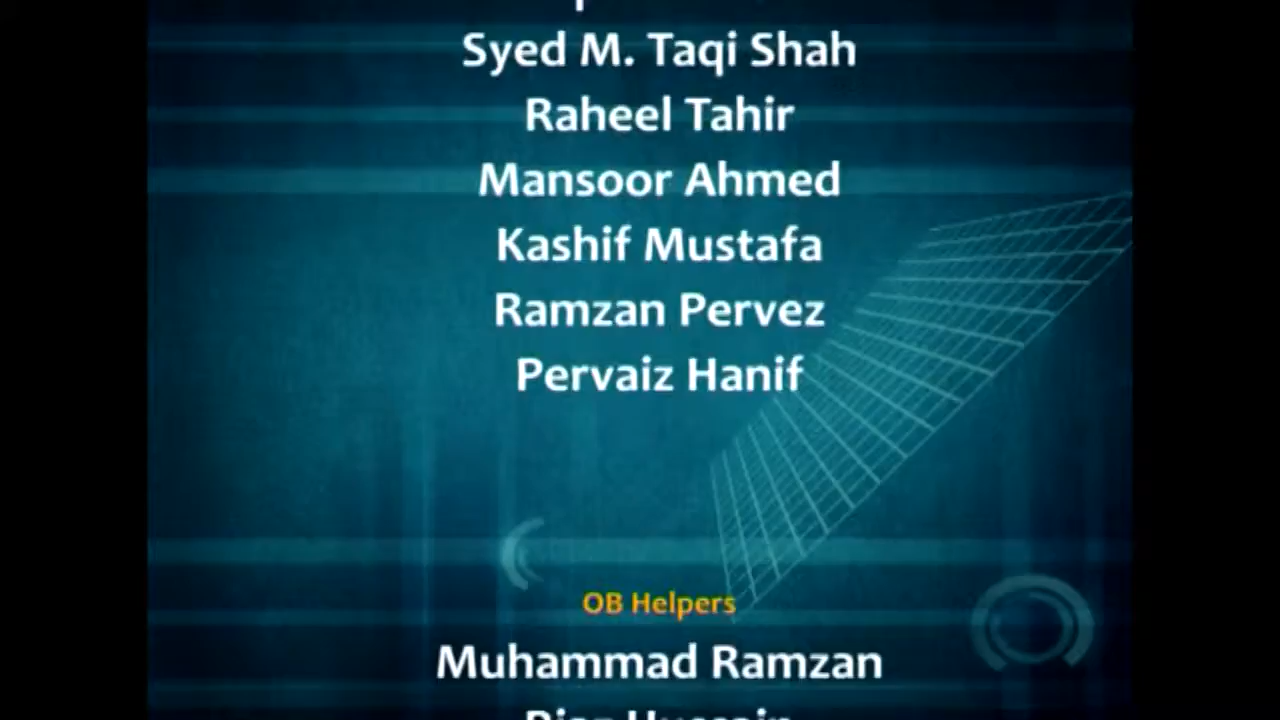 Syed M. Taqi Shah
Raheel Tahir
Mansoor Ahmed
Kashif Mustafa
Ramzan Pervez
Pervaiz Hanif
OB Helpers
Muhammad Ramzan